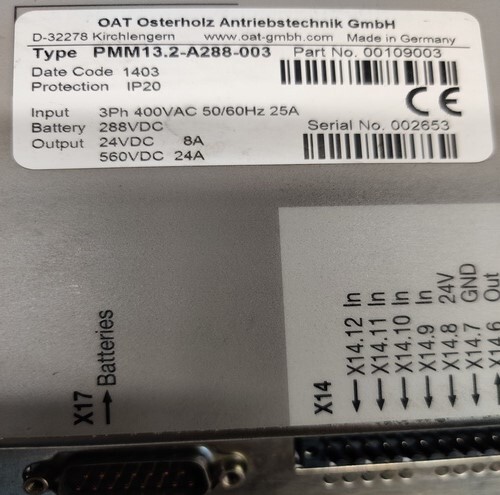 OAT Osterholz Antriebstechnik GmbH
D-32278 Kirchlengern www.oat-gmbh.com Made in Germany
Type PMM13.2-A288-003 Part No. 00109003
Date Code 1403
Protection IP20
CE
Input 3Ph 400VAC 50/60Hz 25A
Battery 288VDC
Serial No. 002653
Output 24VDC 8A
560VDC 24A
X17
Batteries
X14
X14.12 In
X14.11 In
X14.10 In
X14.9 In
X14.8 24V
X14.7 GND
X14.6 Out